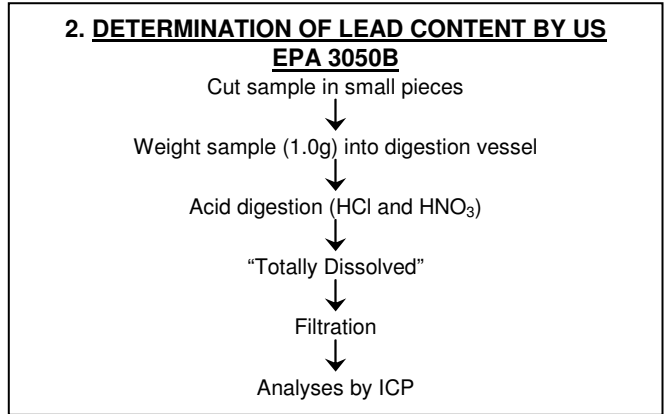 2. DETERMINATION OF LEAD CONTENT BY US
EPA 3050B
Cut sample in small pieces
Weight sample (1.0g) into digestion vessel
Acid digestion (HCl and HNO₃)
“Totally Dissolved”
Filtration
Analyses by ICP